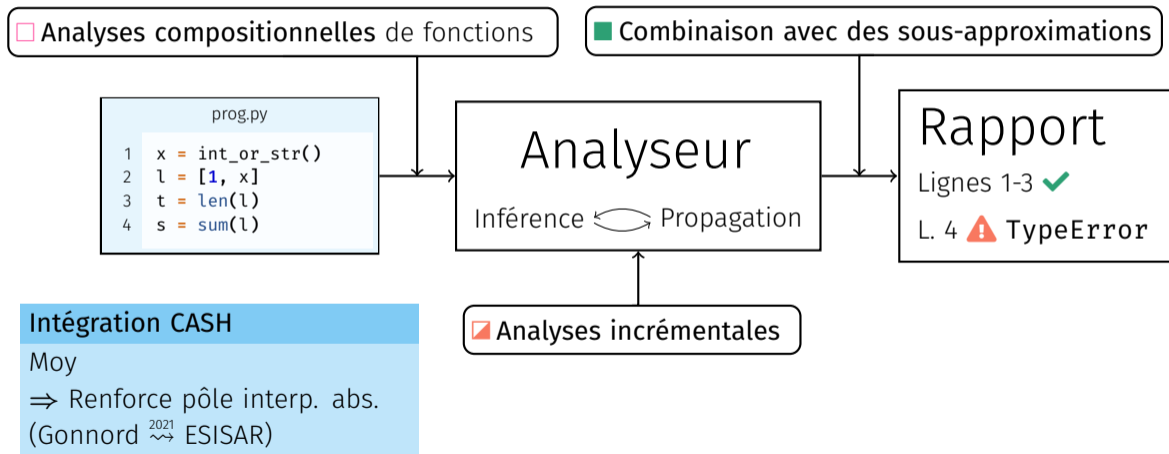 Analyses compositionnelles de fonctions
Combinaison avec des sous-approximations
prog.py
1 x = int_or_str()
2 l = [1, x]
3 t = len(l)
4 s = sum(l)
Analyseur
Inférence Propagation
Rapport
Lignes 1-3 ✔
L. 4 ⚠ TypeError
Analyses incrémentales
Intégration CASH
Moy
⇒ Renforce pôle interp. abs.
(Gonnord 2021 ⇝ ESISAR)